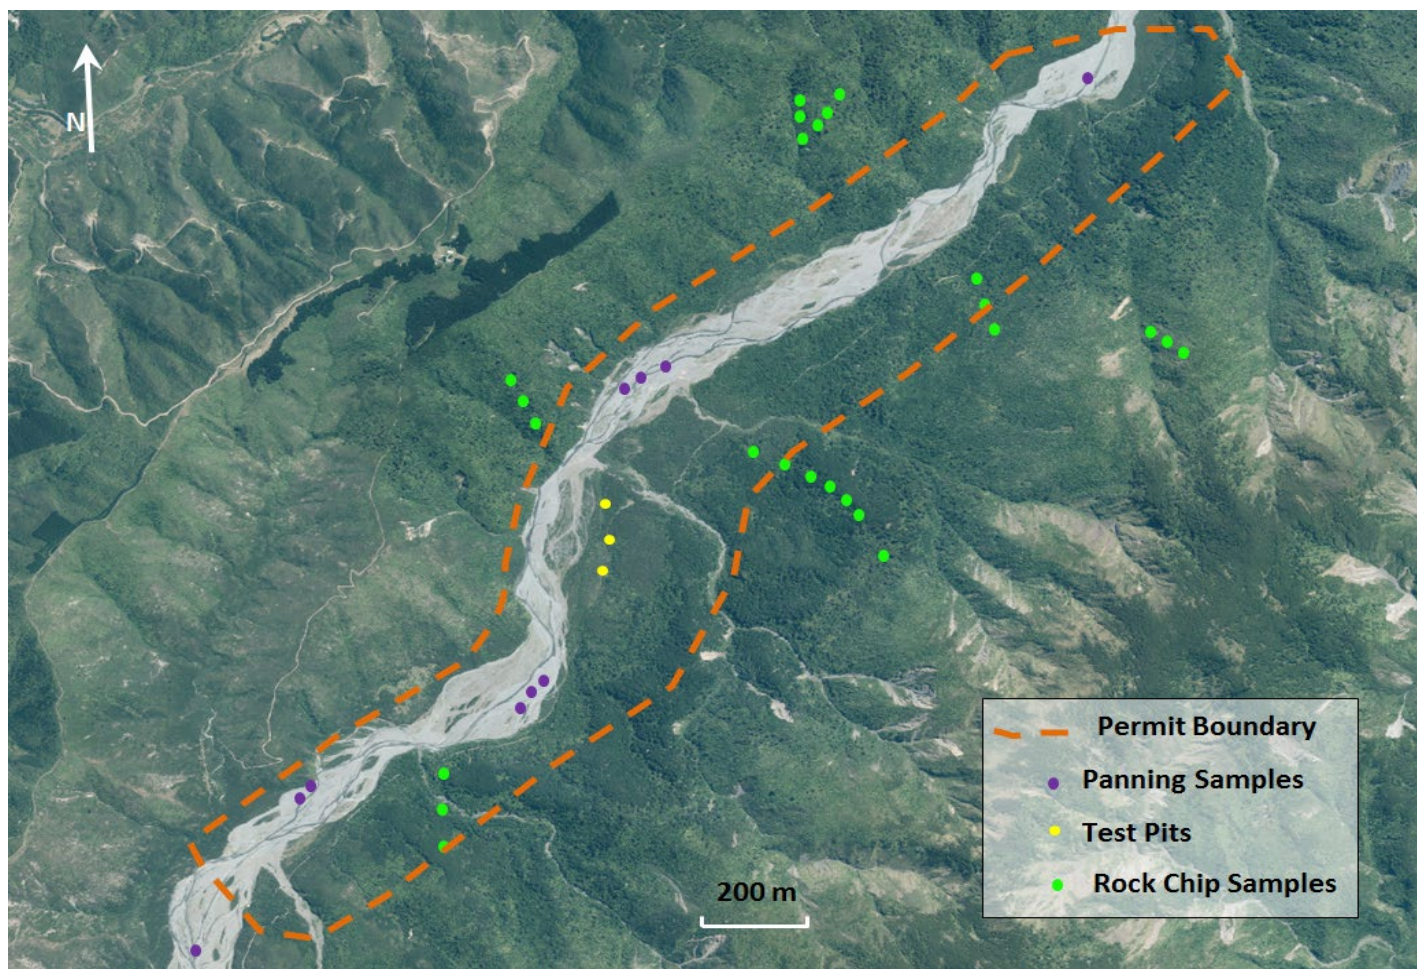 N
Permit Boundary
Panning Samples
Test Pits
Rock Chip Samples
200 m